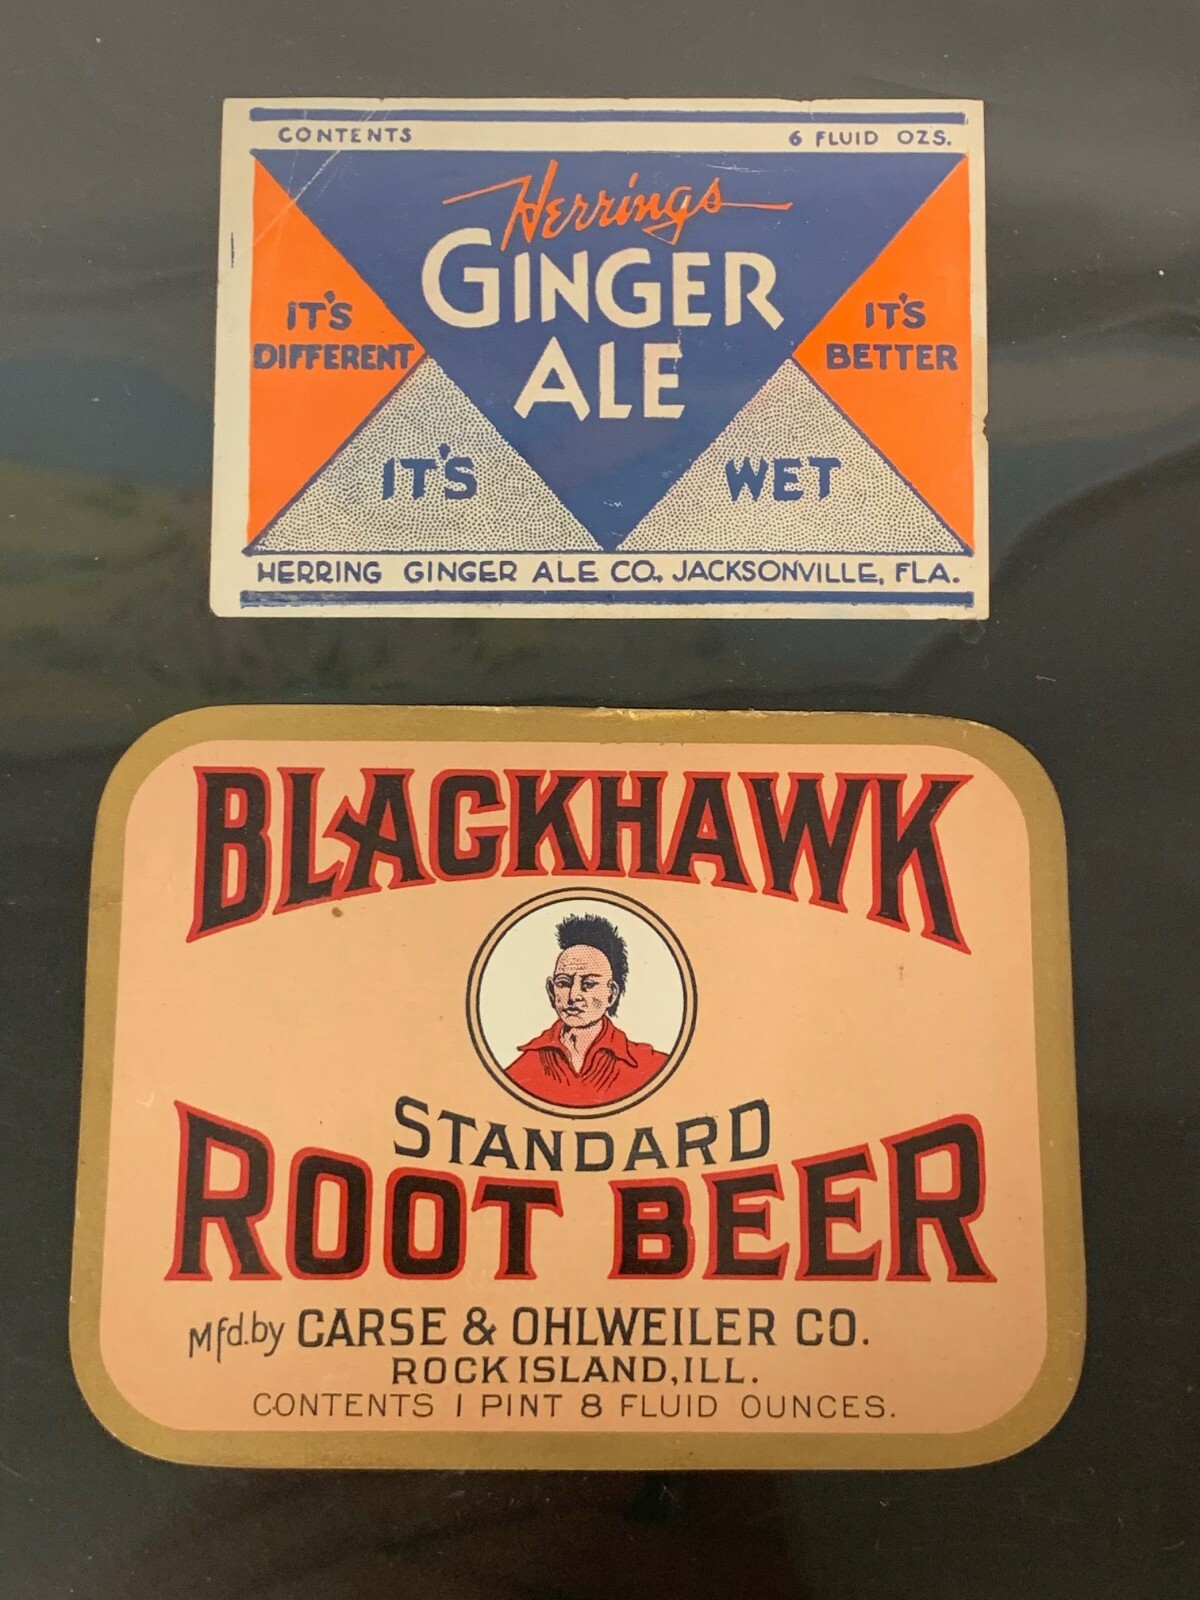 CONTENTS 6 FLUID OZS.
Herrings
GINGER
ALE
IT'S
DIFFERENT
IT'S
BETTER
IT'S WET
HERRING GINGER ALE CO., JACKSONVILLE, FLA.
BLACKHAWK
STANDARD
ROOT BEER
Mfd.by CARSE & OHLWEILER CO.
ROCK ISLAND, ILL.
CONTENTS 1 PINT 8 FLUID OUNCES.